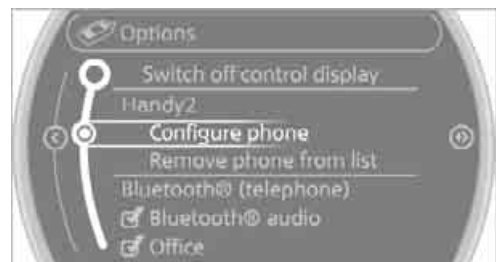 Options
Switch off control display
Handy2
Configure phone
Remove phone from list
Bluetooth® (telephone)
Bluetooth® audio
Office